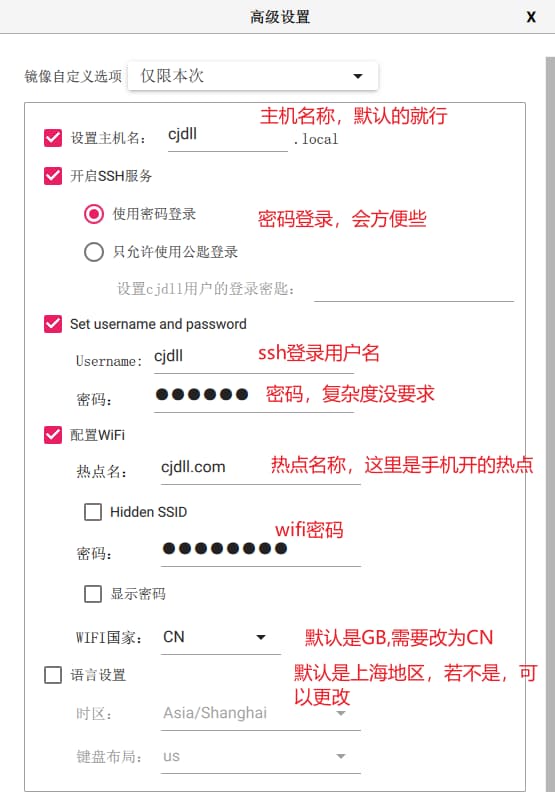 高级设置 X
镜像自定义选项 仅限本次
主机名称，默认的就行
设置主机名： cjdll .local
开启SSH服务
使用密码登录 密码登录，会方便些
只允许使用公匙登录
设置cjdll用户的登录密匙：
Set username and password
Username: cjdll ssh登录用户名
密码： ●●●●●● 密码，复杂度没要求
配置WiFi
热点名： cjdll.com 热点名称，这里是手机开的热点
Hidden SSID
wifi密码
密码： ●●●●●●●●
显示密码
WIFI国家： CN 默认是GB,需要改为CN
语言设置 默认是上海地区，若不是，可
以更改
时区： Asia/Shanghai
键盘布局： us